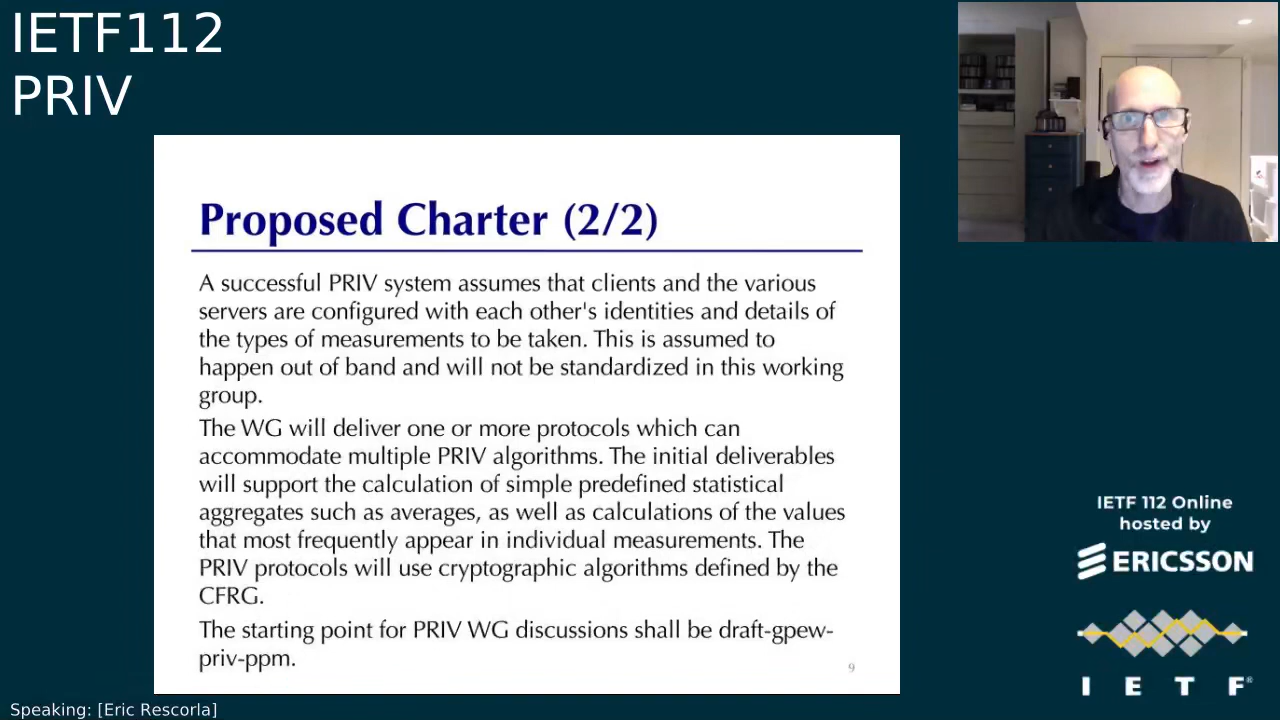 IETF112
PRIV
Proposed Charter (2/2)
A successful PRIV system assumes that clients and the various
servers are configured with each other's identities and details of
the types of measurements to be taken. This is assumed to
happen out of band and will not be standardized in this working
group.
The WG will deliver one or more protocols which can
accommodate multiple PRIV algorithms. The initial deliverables
will support the calculation of simple predefined statistical
aggregates such as averages, as well as calculations of the values
that most frequently appear in individual measurements. The
PRIV protocols will use cryptographic algorithms defined by the
CFRG.
The starting point for PRIV WG discussions shall be draft-gpew-
priv-ppm.
9
IETF 112 Online
hosted by
ERICSSON
I E T F®
Speaking: [Eric Rescorla]